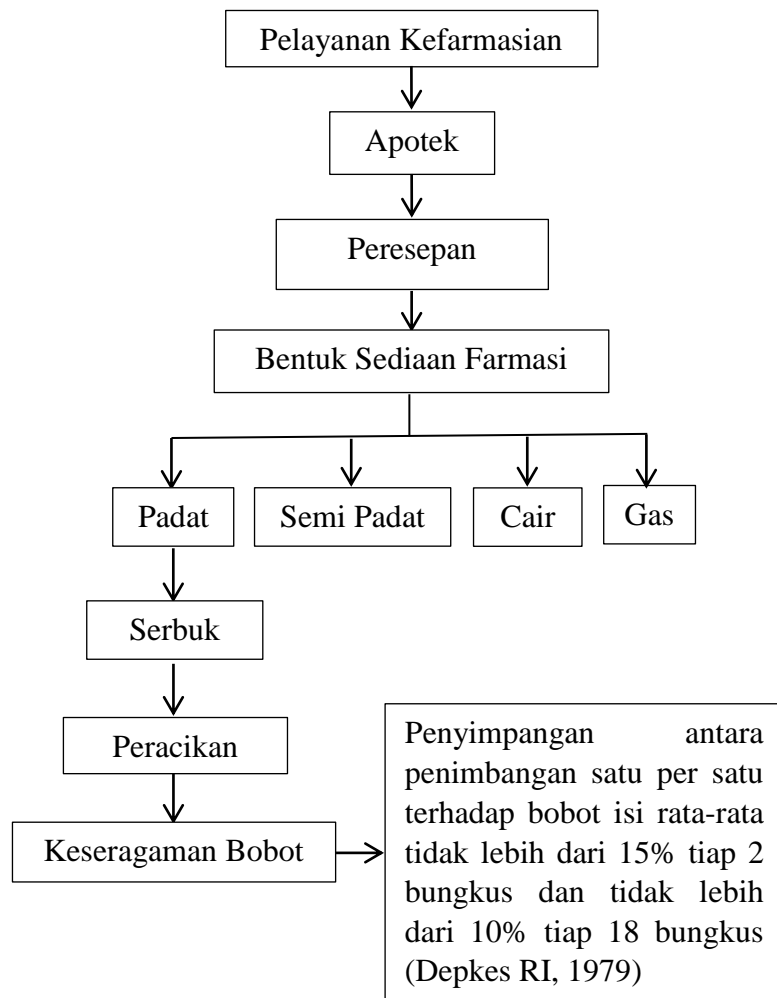 Pelayanan Kefarmasian
Apotek
Peresepan
Bentuk Sediaan Farmasi
Padat
Semi Padat
Cair
Gas
Serbuk
Peracikan
Keseragaman Bobot
Penyimpangan antara
penimbangan satu per satu
terhadap bobot isi rata-rata
tidak lebih dari 15% tiap 2
bungkus dan tidak lebih
dari 10% tiap 18 bungkus
(Depkes RI, 1979)